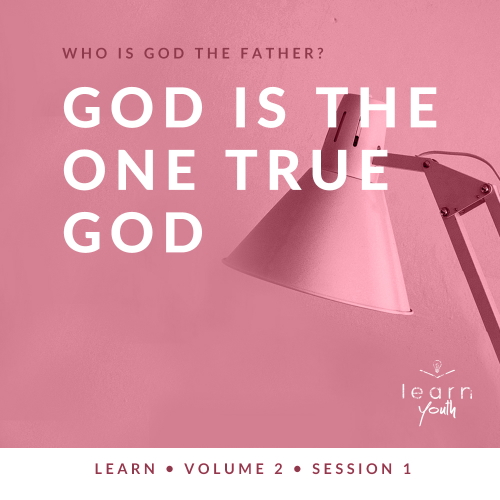 WHO IS GOD THE FATHER?
GOD IS THE
ONE TRUE
GOD
learn
youth
LEARN • VOLUME 2 • SESSION 1